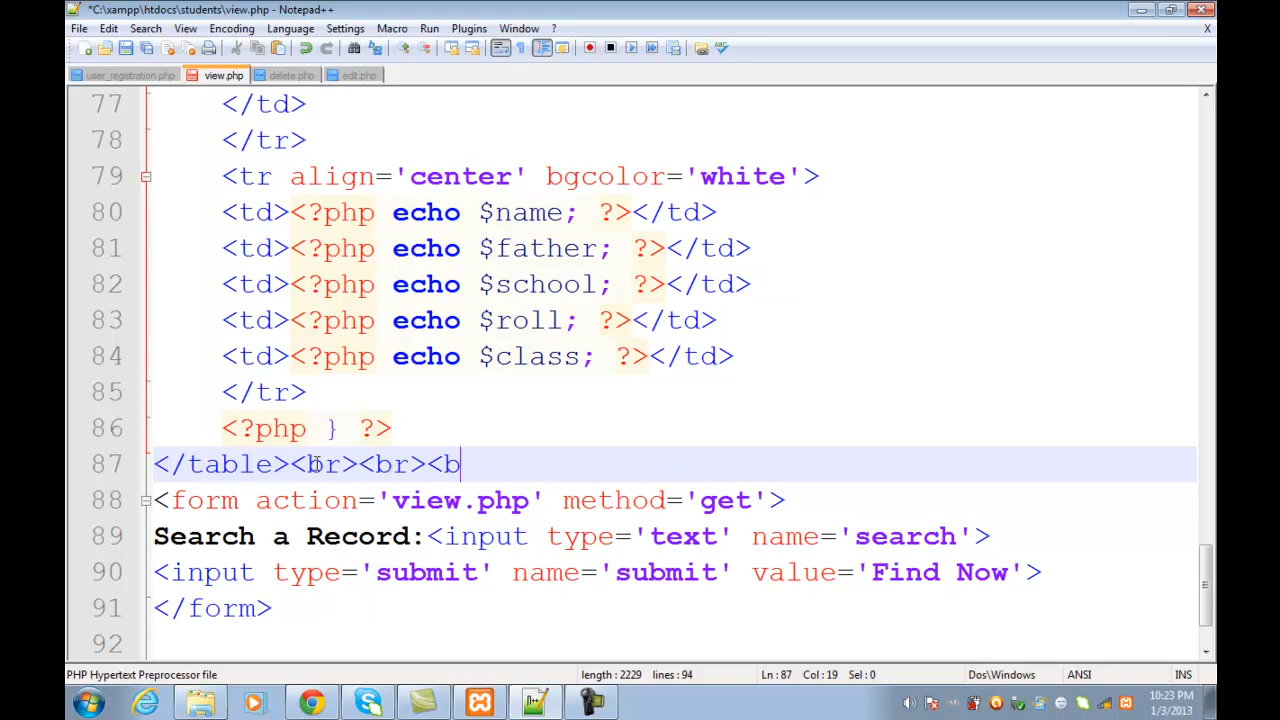 *C:\xampp\htdocs\students\view.php - Notepad++
File Edit Search View Encoding Language Settings Macro Run Plugins Window ? X
user_registration.php view.php delete.php edit.php
77 </td>
78 </tr>
79 <tr align='center' bgcolor='white'>
80 <td><?php echo $name; ?></td>
81 <td><?php echo $father; ?></td>
82 <td><?php echo $school; ?></td>
83 <td><?php echo $roll; ?></td>
84 <td><?php echo $class; ?></td>
85 </tr>
86 <?php } ?>
87 </table><br><br><b
88 <form action='view.php' method='get'>
89 Search a Record:<input type='text' name='search'>
90 <input type='submit' name='submit' value='Find Now'>
91 </form>
92
PHP Hypertext Preprocessor file length : 2229 lines : 94 Ln : 87 Col : 19 Sel : 0 Dos\Windows ANSI INS
10:23 PM
1/3/2013